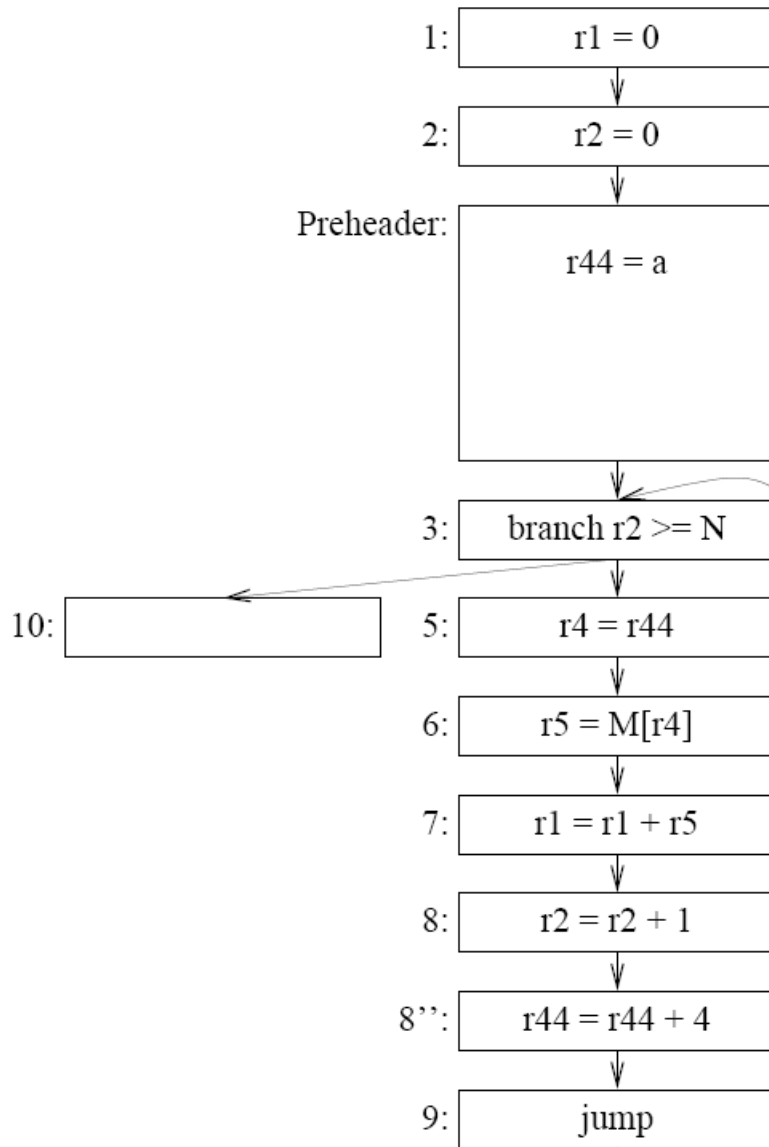 1: r1 = 0
2: r2 = 0
Preheader:
r44 = a
3: branch r2 >= N
10:
5: r4 = r44
6: r5 = M[r4]
7: r1 = r1 + r5
8: r2 = r2 + 1
8’’: r44 = r44 + 4
9: jump